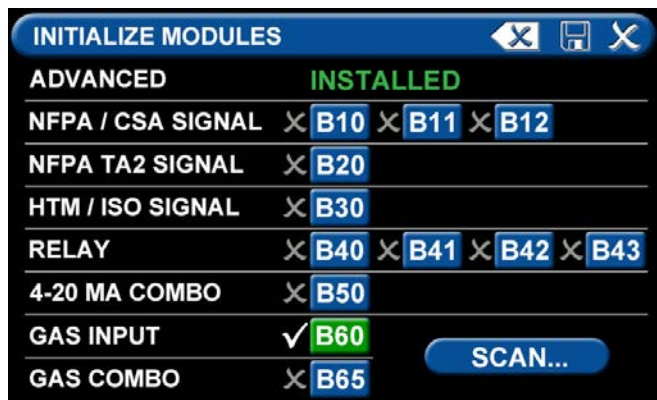 INITIALIZE MODULES
ADVANCED INSTALLED
NFPA / CSA SIGNAL B10 B11 B12
NFPA TA2 SIGNAL B20
HTM / ISO SIGNAL B30
RELAY B40 B41 B42 B43
4-20 MA COMBO B50
GAS INPUT B60
SCAN...
GAS COMBO B65